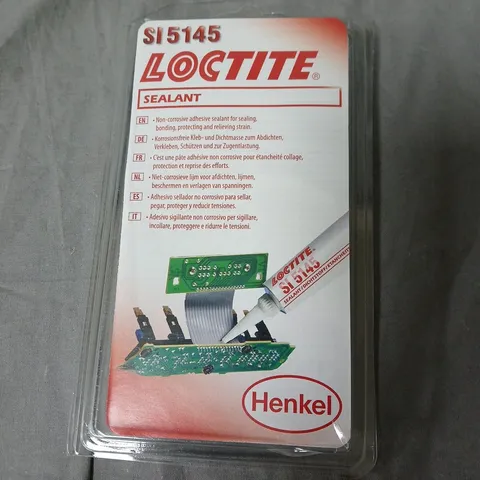 SI 5145
LOCTITE®
SEALANT
EN • Non-corrosive adhesive sealant for sealing,
bonding, protecting and relieving strain.
DE • Korrosionsfreie Kleb- und Dichtmasse zum Abdichten,
Verkleben, Schützen und zur Zugentlastung.
FR • C'est une pâte adhésive non corrosive pour étancheité collage,
protection et reprise des efforts.
NL • Niet-corrosieve lijm voor afdichten, lijmen,
beschermen en verlagen van spanningen.
ES • Adhesivo sellador no corrosivo para sellar,
pegar, proteger y reducir tensiones.
IT • Adesivo sigillante non corrosivo per sigillare,
incollare, proteggere e ridurre le tensioni.
LOCTITE
SI 5145
SEALANT/DICHTSTOFF/ETANCHEITE
Henkel